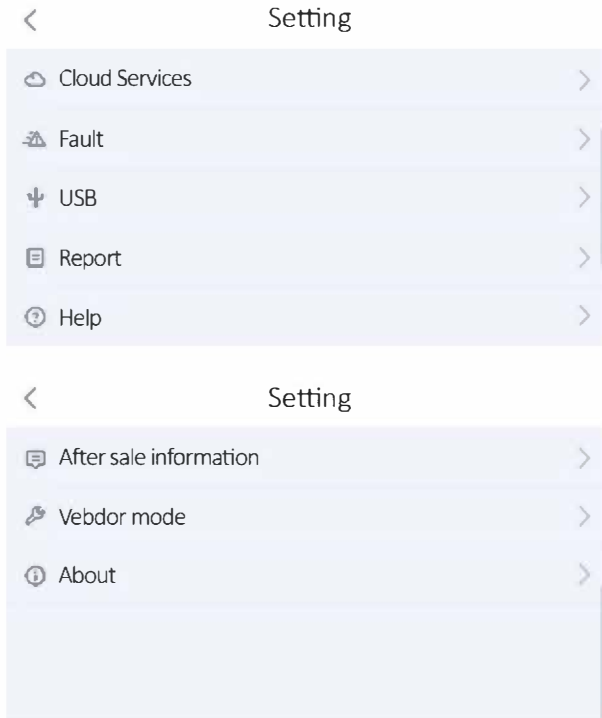 Setting
Cloud Services
Fault
USB
Report
Help
Setting
After sale information
Vebdor mode
About